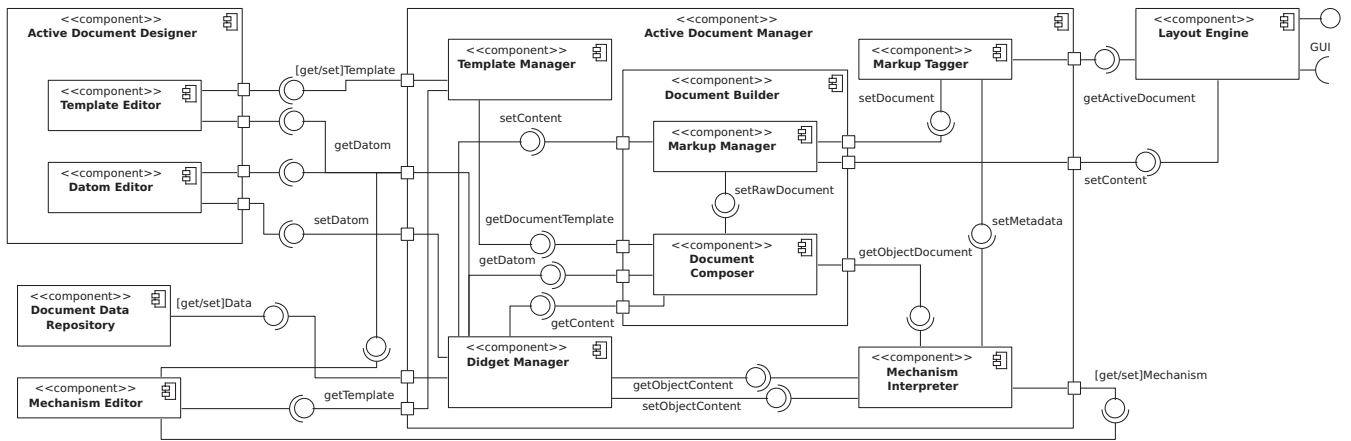 <<component>>
Active Document Designer
<<component>>
Active Document Manager
<<component>>
Layout Engine
GUI
<<component>>
Template Manager
<<component>>
Markup Tagger
[get/set]Template
<<component>>
Document Builder
<<component>>
Template Editor
setDocument
getActiveDocument
setContent
<<component>>
Markup Manager
getDatom
<<component>>
Datom Editor
setContent
setRawDocument
setDatom
getDocumentTemplate
setMetadata
<<component>>
Document
Composer
getObjectDocument
getDatom
<<component>>
Document Data
Repository
[get/set]Data
getContent
<<component>>
Didget Manager
<<component>>
Mechanism
Interpreter
[get/set]Mechanism
<<component>>
Mechanism Editor
getTemplate
getObjectContent
setObjectContent